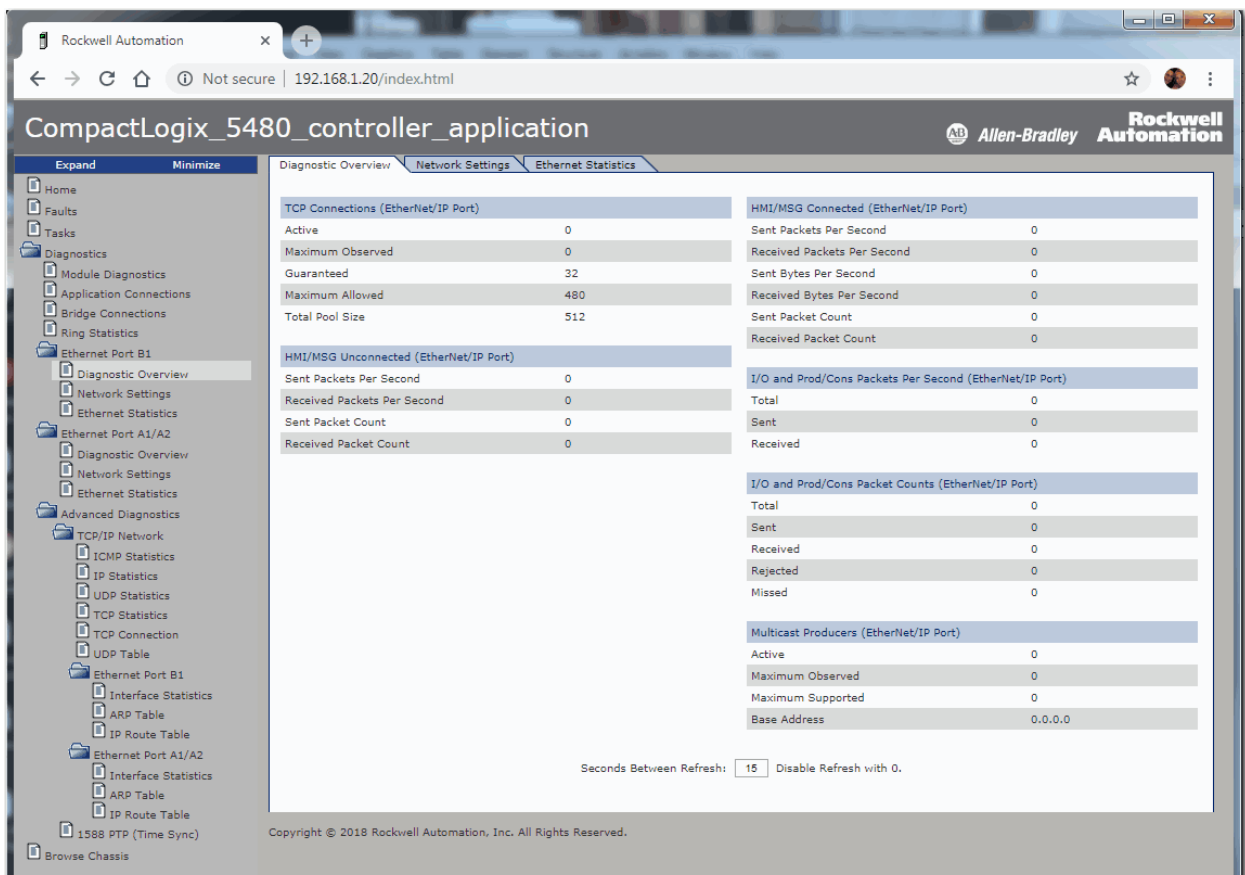 Rockwell Automation
Not secure | 192.168.1.20/index.html
CompactLogix_5480_controller_application
Allen-Bradley
Rockwell
Automation
Expand Minimize
Home
Faults
Tasks
Diagnostics
Module Diagnostics
Application Connections
Bridge Connections
Ring Statistics
Ethernet Port B1
Diagnostic Overview
Network Settings
Ethernet Statistics
Ethernet Port A1/A2
Diagnostic Overview
Network Settings
Ethernet Statistics
Advanced Diagnostics
TCP/IP Network
ICMP Statistics
IP Statistics
UDP Statistics
TCP Statistics
TCP Connection
UDP Table
Ethernet Port B1
Interface Statistics
ARP Table
IP Route Table
Ethernet Port A1/A2
Interface Statistics
ARP Table
IP Route Table
1588 PTP (Time Sync)
Browse Chassis
Diagnostic Overview Network Settings Ethernet Statistics
TCP Connections (EtherNet/IP Port)
Active 0
Maximum Observed 0
Guaranteed 32
Maximum Allowed 480
Total Pool Size 512
HMI/MSG Unconnected (EtherNet/IP Port)
Sent Packets Per Second 0
Received Packets Per Second 0
Sent Packet Count 0
Received Packet Count 0
HMI/MSG Connected (EtherNet/IP Port)
Sent Packets Per Second 0
Received Packets Per Second 0
Sent Bytes Per Second 0
Received Bytes Per Second 0
Sent Packet Count 0
Received Packet Count 0
I/O and Prod/Cons Packets Per Second (EtherNet/IP Port)
Total 0
Sent 0
Received 0
I/O and Prod/Cons Packet Counts (EtherNet/IP Port)
Total 0
Sent 0
Received 0
Rejected 0
Missed 0
Multicast Producers (EtherNet/IP Port)
Active 0
Maximum Observed 0
Maximum Supported 0
Base Address 0.0.0.0
Seconds Between Refresh: 15 Disable Refresh with 0.
Copyright © 2018 Rockwell Automation, Inc. All Rights Reserved.